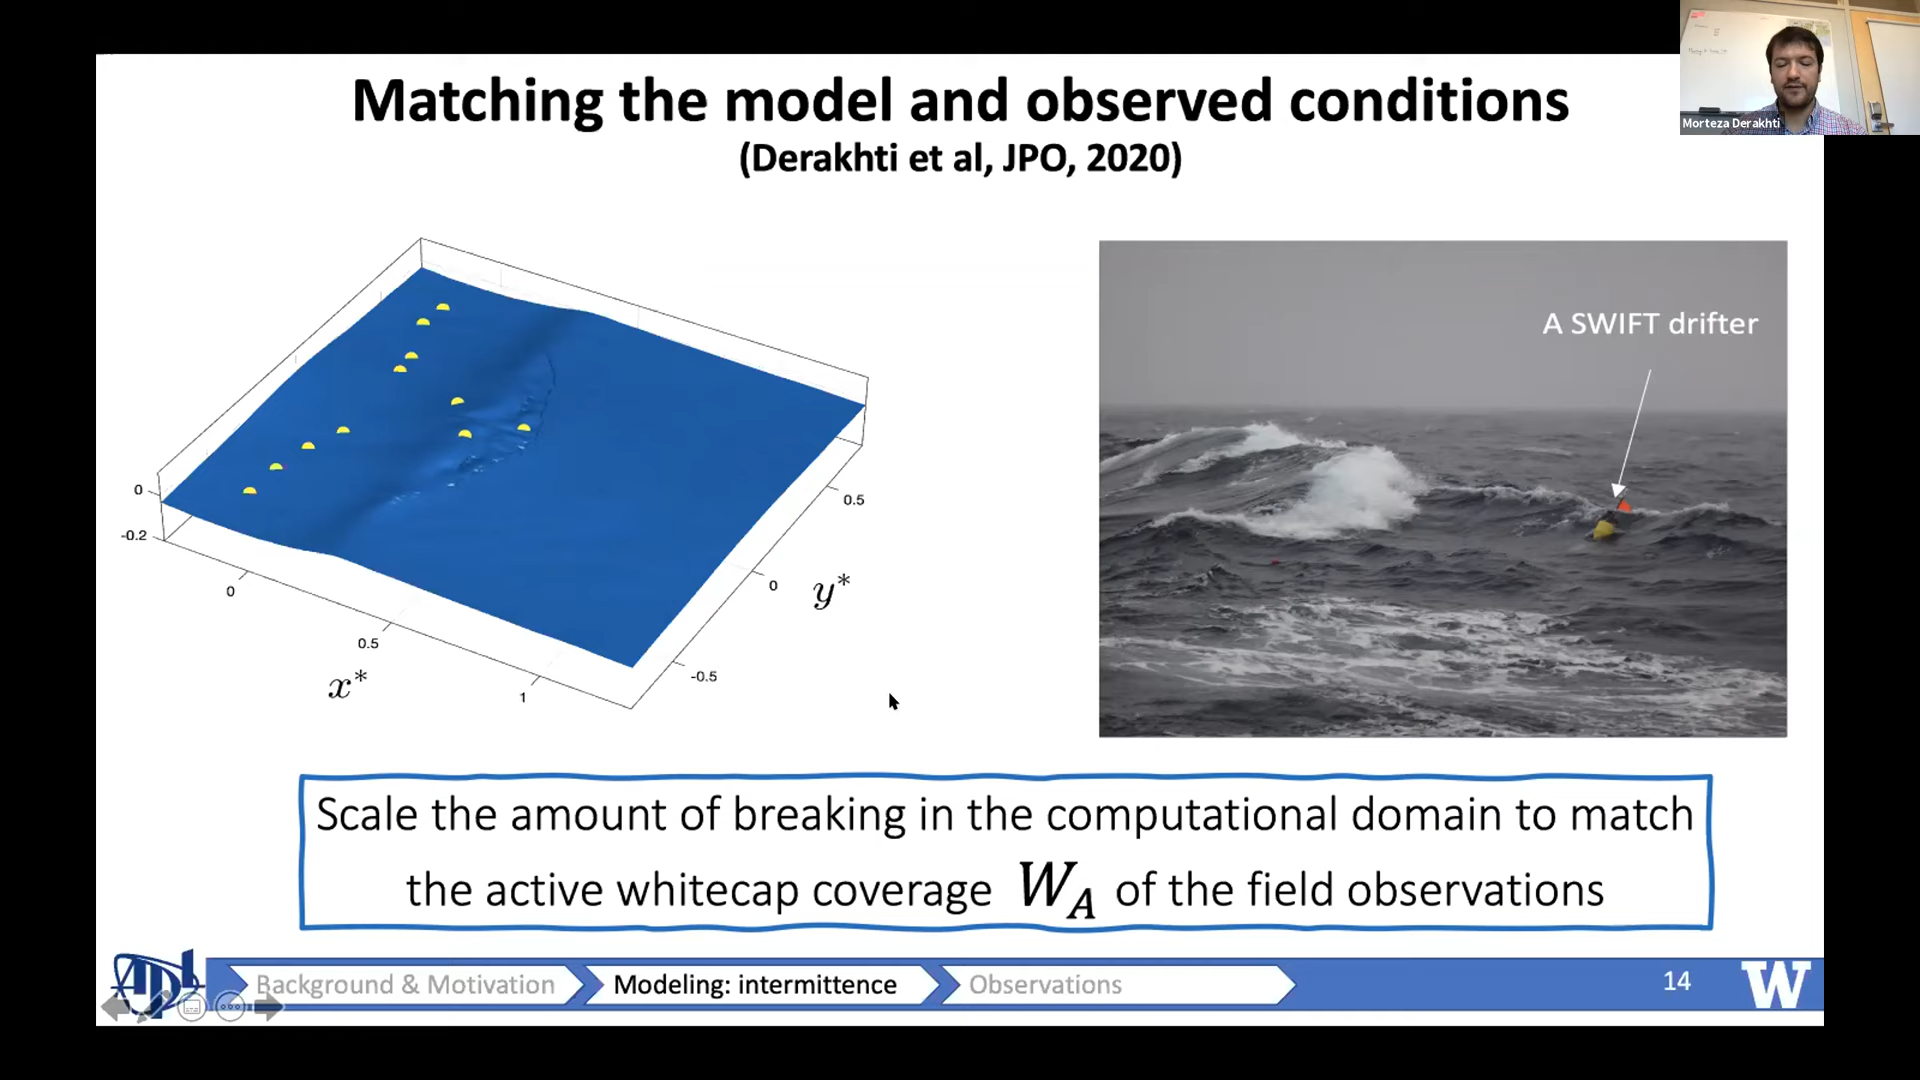 Matching the model and observed conditions
(Derakhti et al, JPO, 2020)
Morteza Derakhti
A SWIFT drifter
0
-0.2
0
0.5
1
x*
-0.5
0
0.5
y*
Scale the amount of breaking in the computational domain to match
the active whitecap coverage W_A of the field observations
APL
Background & Motivation
Modeling: intermittence
Observations
14
W